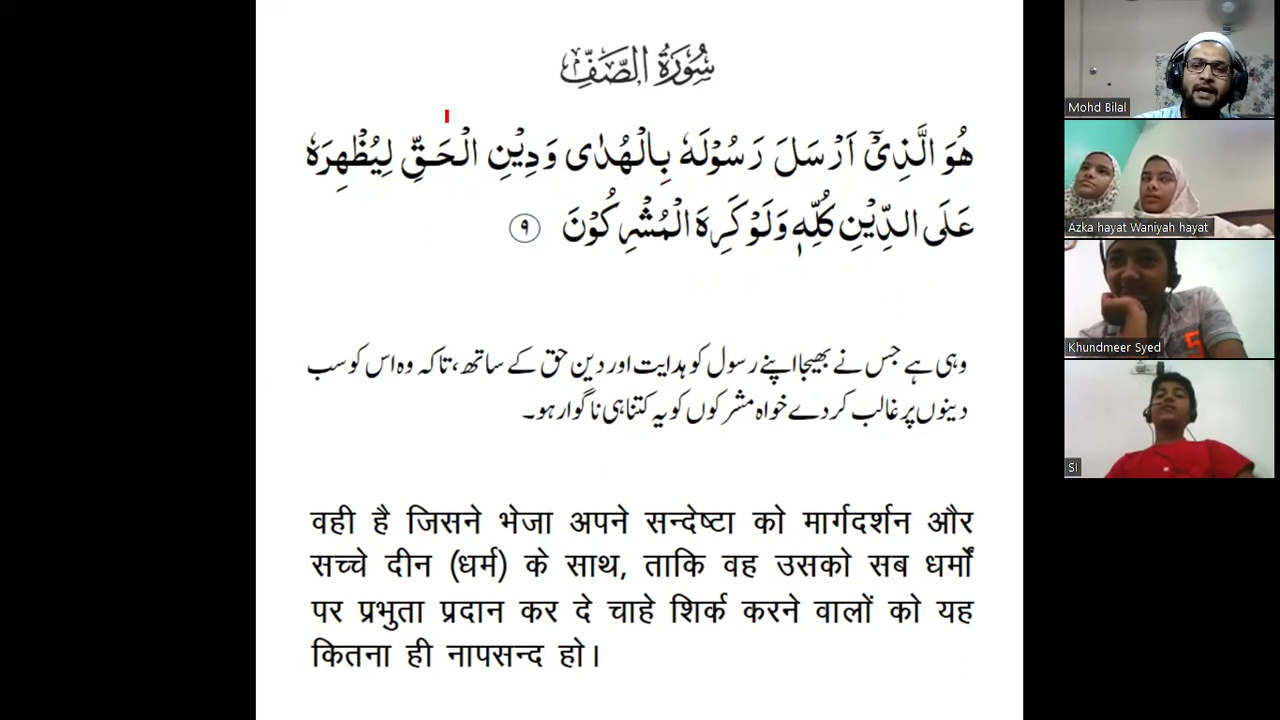 سُوْرَةُ الصَّفِّ
هُوَ الَّذِيْٓ اَرْسَلَ رَسُوْلَهٗ بِالْهُدٰى وَدِيْنِ الْحَقِّ لِيُظْهِرَهٗ
عَلَى الدِّيْنِ كُلِّهٖ وَلَوْ كَرِهَ الْمُشْرِكُوْنَ ۹
وہی ہے جس نے بھیجا اپنے رسول کو ہدایت اور دین حق کے ساتھ، تاکہ وہ اس کو سب
دینوں پر غالب کر دے خواہ مشرکوں کو یہ کتنا ہی ناگوار ہو۔
वही है जिसने भेजा अपने सन्देष्टा को मार्गदर्शन और
सच्चे दीन (धर्म) के साथ, ताकि वह उसको सब धर्मों
पर प्रभुता प्रदान कर दे चाहे शिर्क करने वालों को यह
कितना ही नापसन्द हो।
Mohd Bilal
Azka hayat Waniyah hayat
Khundmeer Syed
5
SI